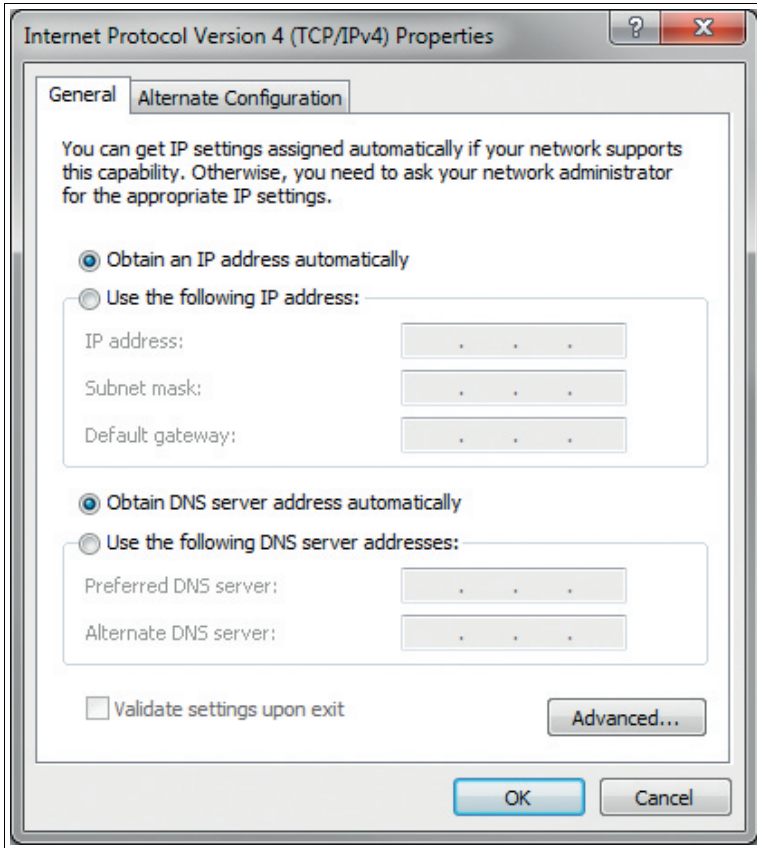 Internet Protocol Version 4 (TCP/IPv4) Properties
General
Alternate Configuration
You can get IP settings assigned automatically if your network supports
this capability. Otherwise, you need to ask your network administrator
for the appropriate IP settings.
Obtain an IP address automatically
Use the following IP address:
IP address:
Subnet mask:
Default gateway:
Obtain DNS server address automatically
Use the following DNS server addresses:
Preferred DNS server:
Alternate DNS server:
Validate settings upon exit
Advanced...
OK
Cancel